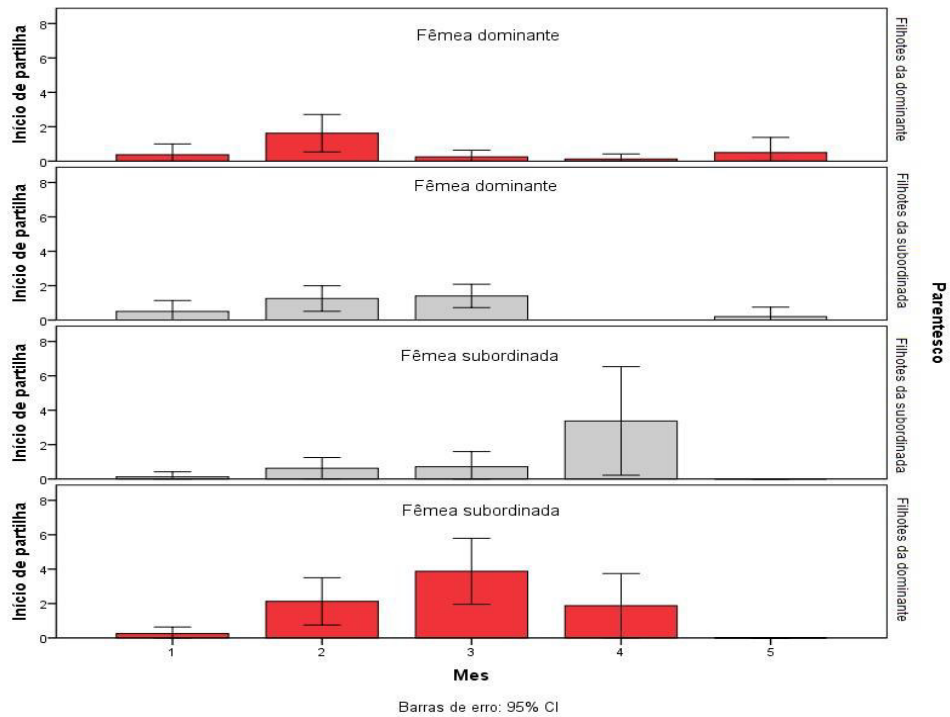 Início de partilha
8
6
4
2
0
Fêmea dominante
Filhotes da dominante
Início de partilha
8
6
4
2
0
Fêmea dominante
Filhotes da subordinada
Início de partilha
8
6
4
2
0
Fêmea subordinada
Filhotes da subordinada
Início de partilha
8
6
4
2
0
Fêmea subordinada
Filhotes da dominante
Parentesco
1 2 3 4 5
Mes
Barras de erro: 95% CI